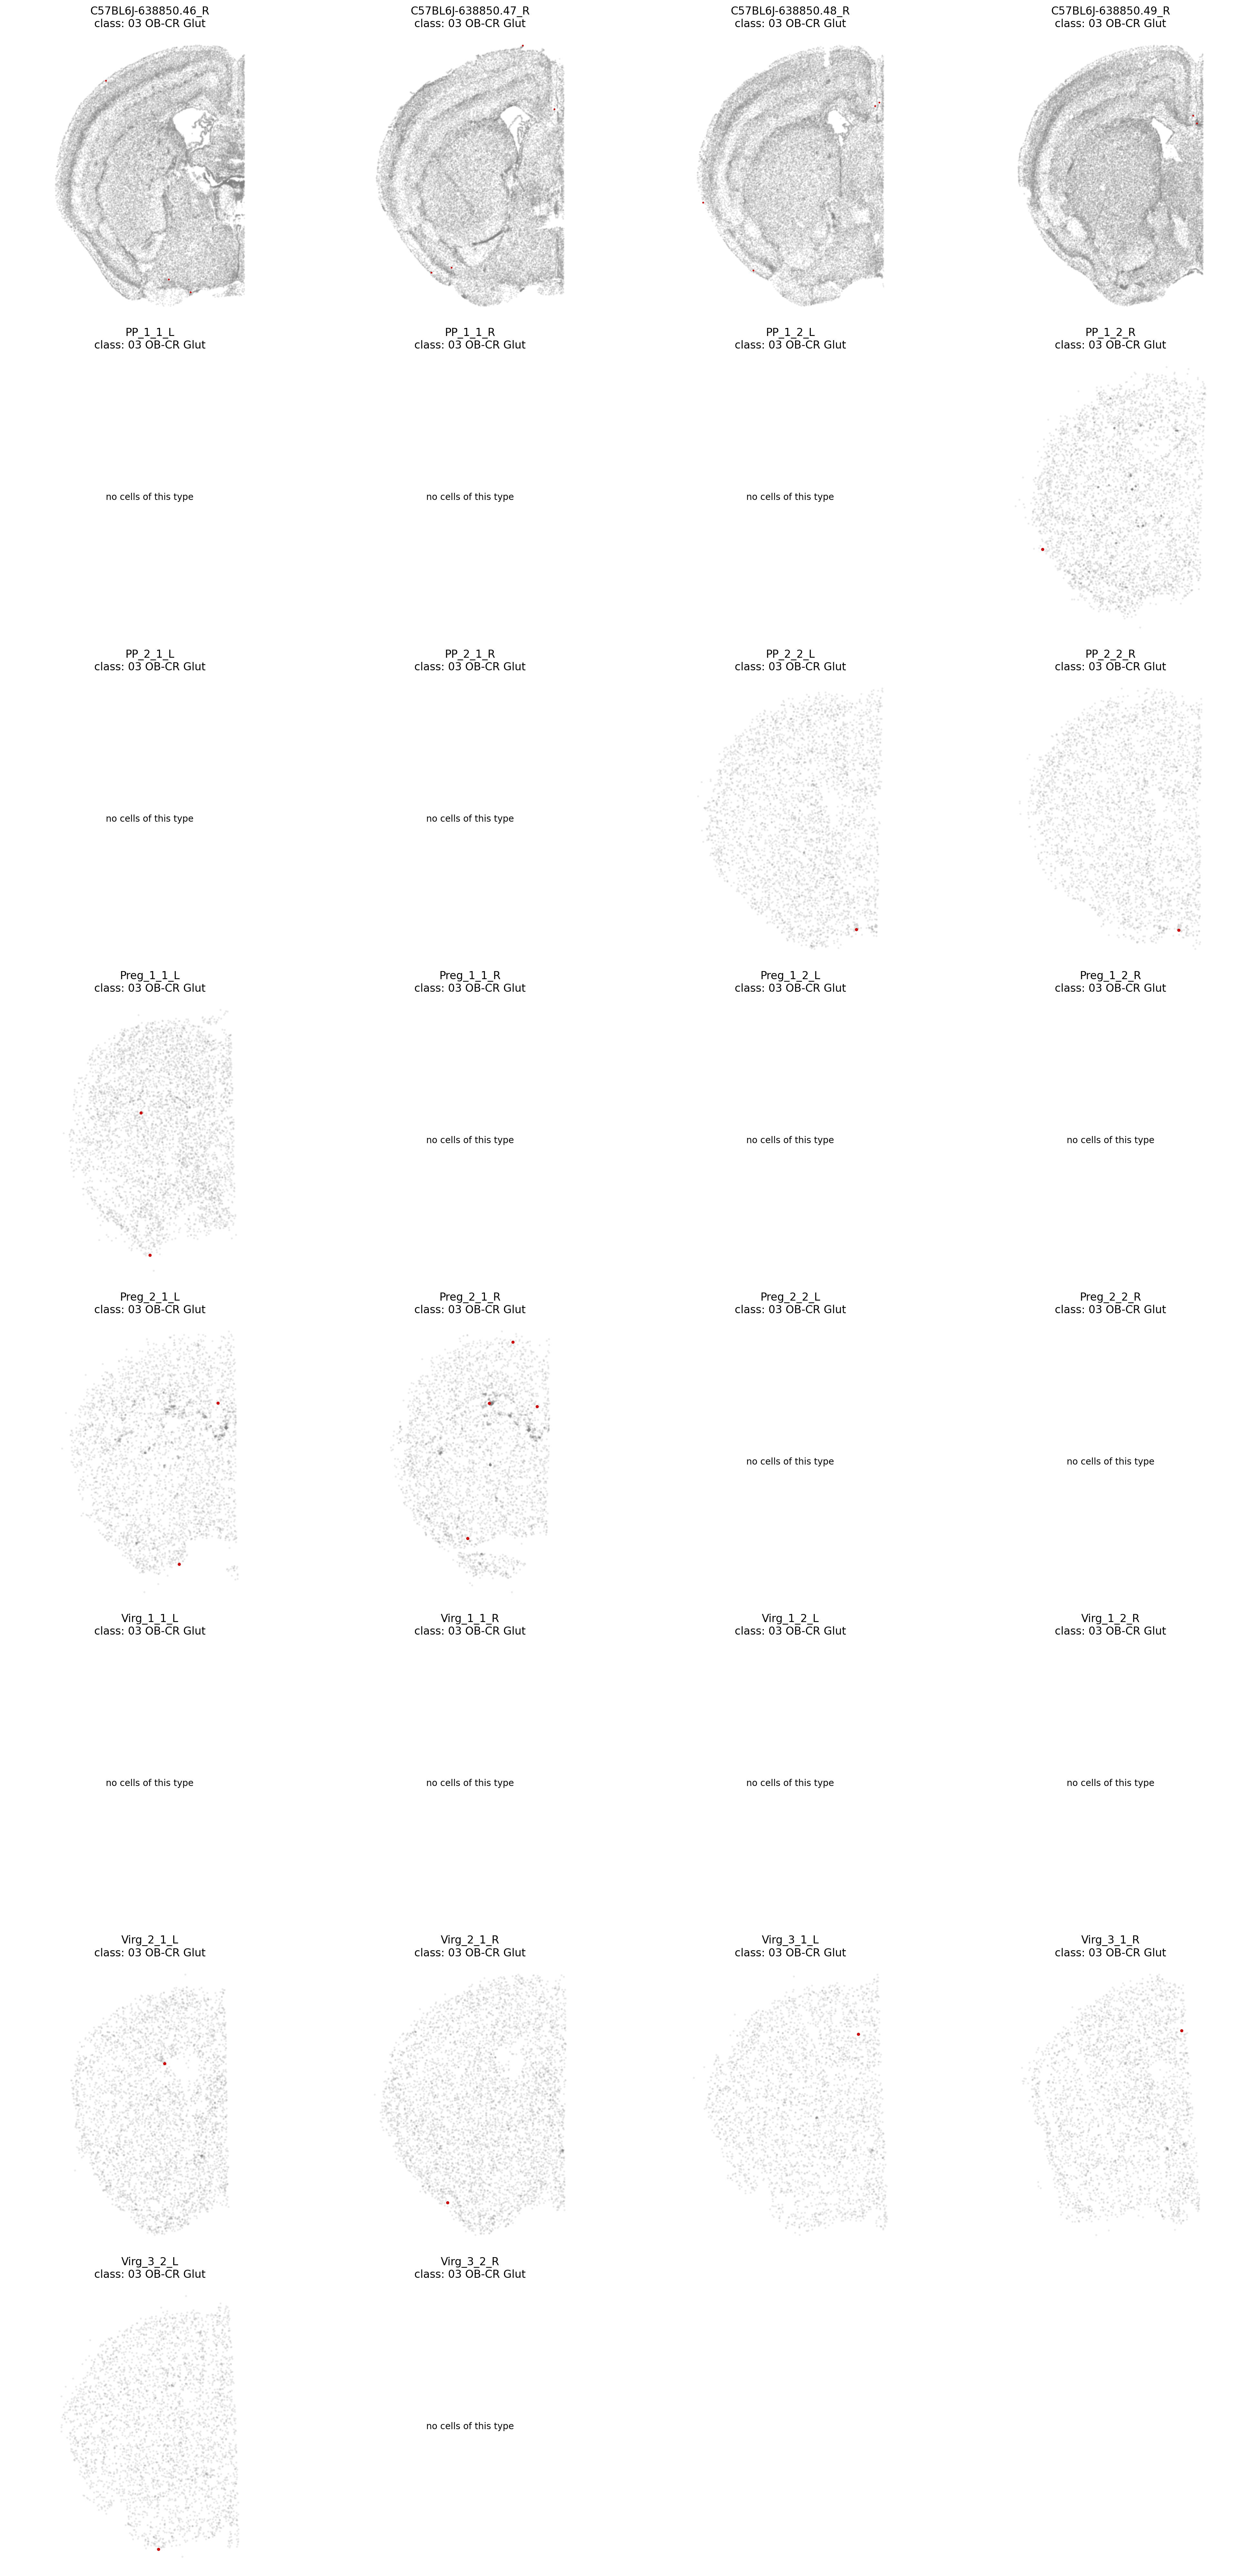 C57BL6J-638850.46_R
class: 03 OB-CR Glut
C57BL6J-638850.47_R
class: 03 OB-CR Glut
C57BL6J-638850.48_R
class: 03 OB-CR Glut
C57BL6J-638850.49_R
class: 03 OB-CR Glut
PP_1_1_L
class: 03 OB-CR Glut
no cells of this type
PP_1_1_R
class: 03 OB-CR Glut
no cells of this type
PP_1_2_L
class: 03 OB-CR Glut
no cells of this type
PP_1_2_R
class: 03 OB-CR Glut
PP_2_1_L
class: 03 OB-CR Glut
no cells of this type
PP_2_1_R
class: 03 OB-CR Glut
no cells of this type
PP_2_2_L
class: 03 OB-CR Glut
PP_2_2_R
class: 03 OB-CR Glut
Preg_1_1_L
class: 03 OB-CR Glut
Preg_1_1_R
class: 03 OB-CR Glut
no cells of this type
Preg_1_2_L
class: 03 OB-CR Glut
no cells of this type
Preg_1_2_R
class: 03 OB-CR Glut
no cells of this type
Preg_2_1_L
class: 03 OB-CR Glut
Preg_2_1_R
class: 03 OB-CR Glut
Preg_2_2_L
class: 03 OB-CR Glut
no cells of this type
Preg_2_2_R
class: 03 OB-CR Glut
no cells of this type
Virg_1_1_L
class: 03 OB-CR Glut
no cells of this type
Virg_1_1_R
class: 03 OB-CR Glut
no cells of this type
Virg_1_2_L
class: 03 OB-CR Glut
no cells of this type
Virg_1_2_R
class: 03 OB-CR Glut
no cells of this type
Virg_2_1_L
class: 03 OB-CR Glut
Virg_2_1_R
class: 03 OB-CR Glut
Virg_3_1_L
class: 03 OB-CR Glut
Virg_3_1_R
class: 03 OB-CR Glut
Virg_3_2_L
class: 03 OB-CR Glut
Virg_3_2_R
class: 03 OB-CR Glut
no cells of this type